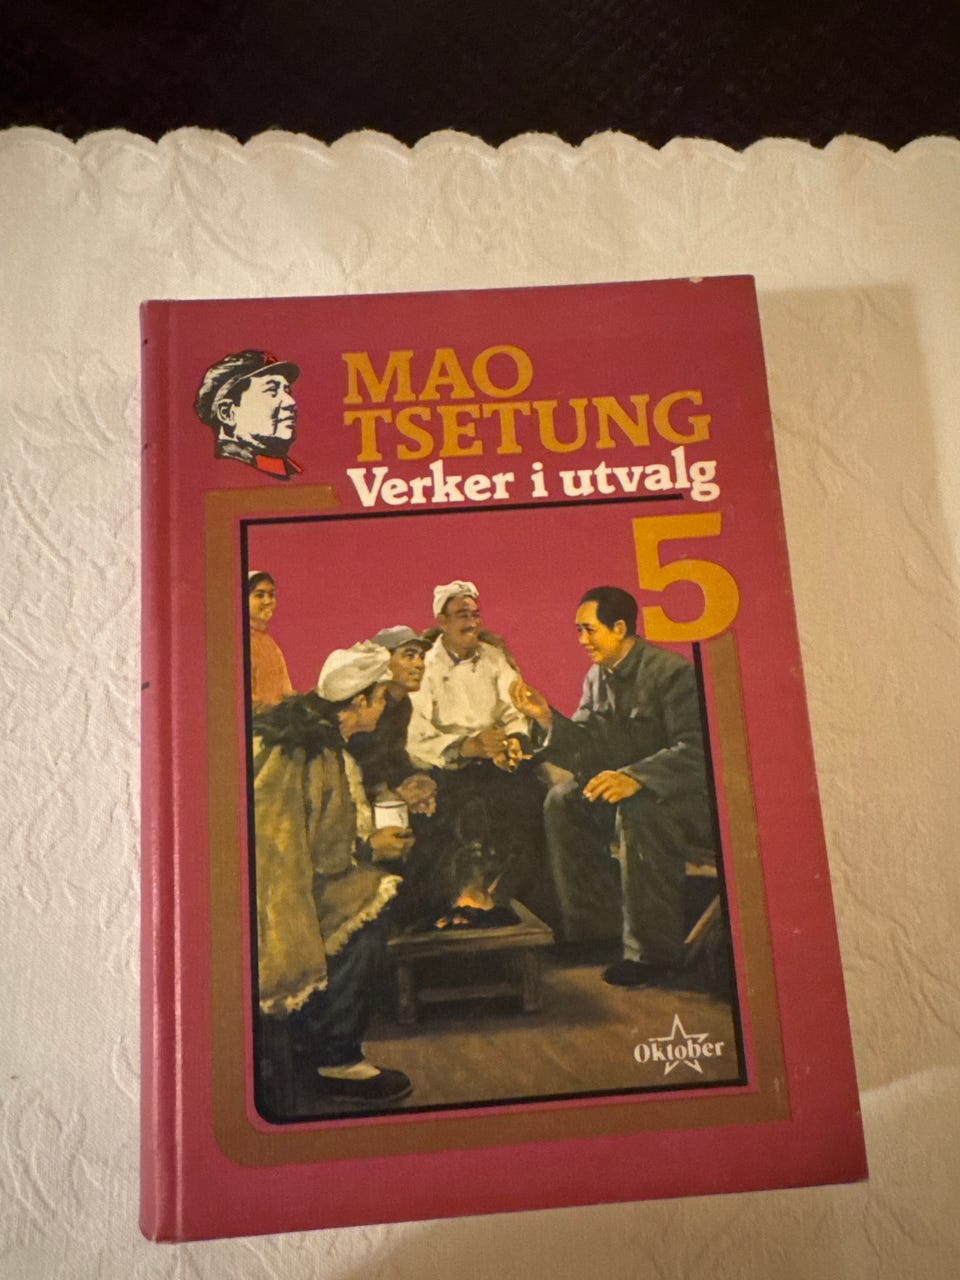 MAO
TSETUNG
Verker i utvalg
5
Oktober